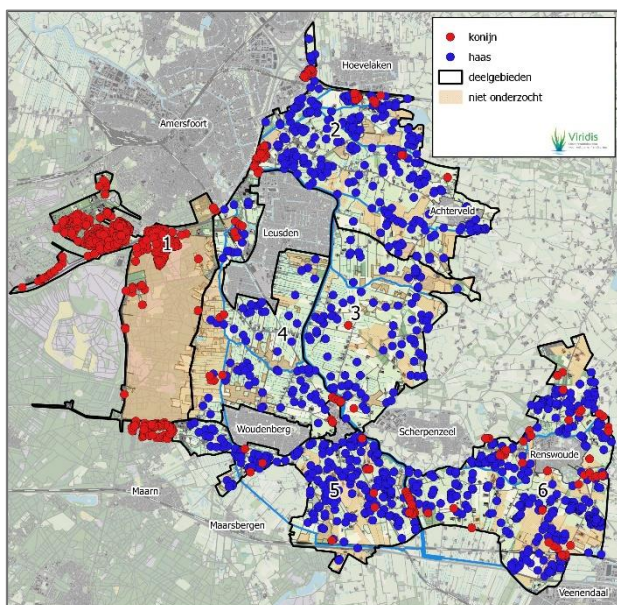 konijn
haas
deelgebieden
niet onderzocht
Viridis
Hoevelaken
Amersfoort
2
Achterveld
1
Leusden
3
4
Woudenberg
Scherpenzeel
Renswoude
Maarn
5
6
Maarsbergen
Veenendaal